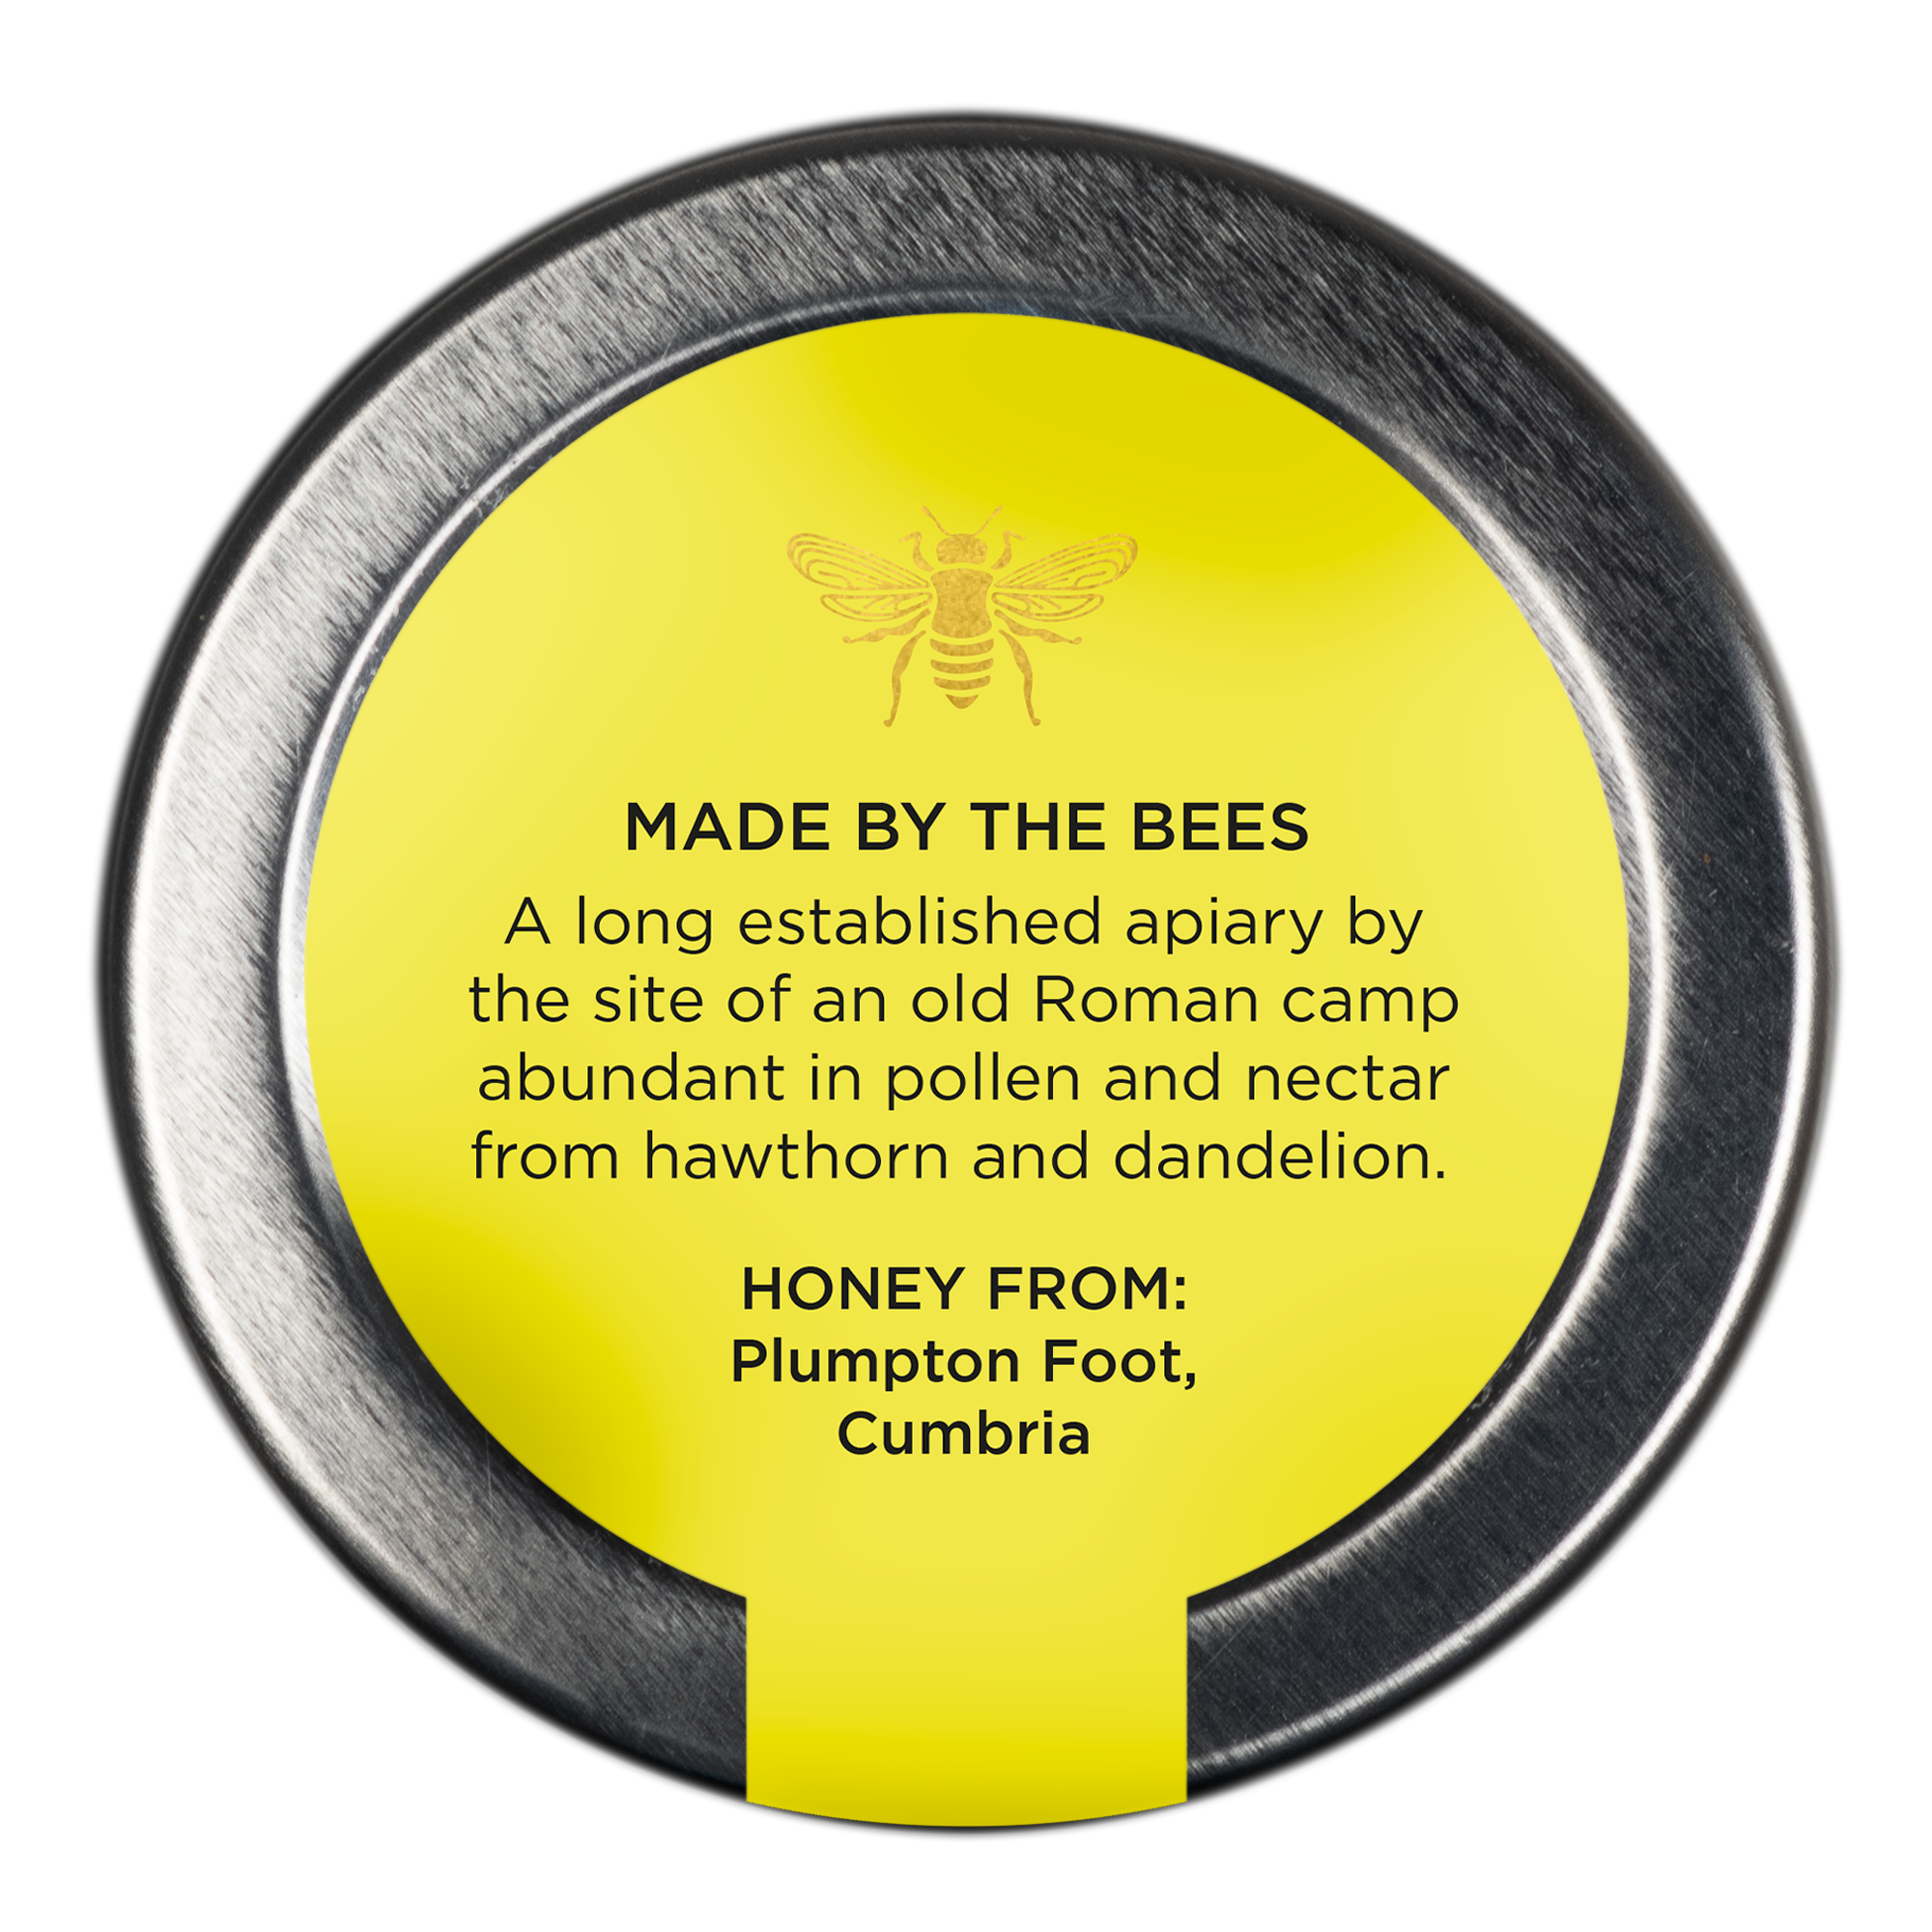 MADE BY THE BEES
A long established apiary by
the site of an old Roman camp
abundant in pollen and nectar
from hawthorn and dandelion.
HONEY FROM:
Plumpton Foot,
Cumbria